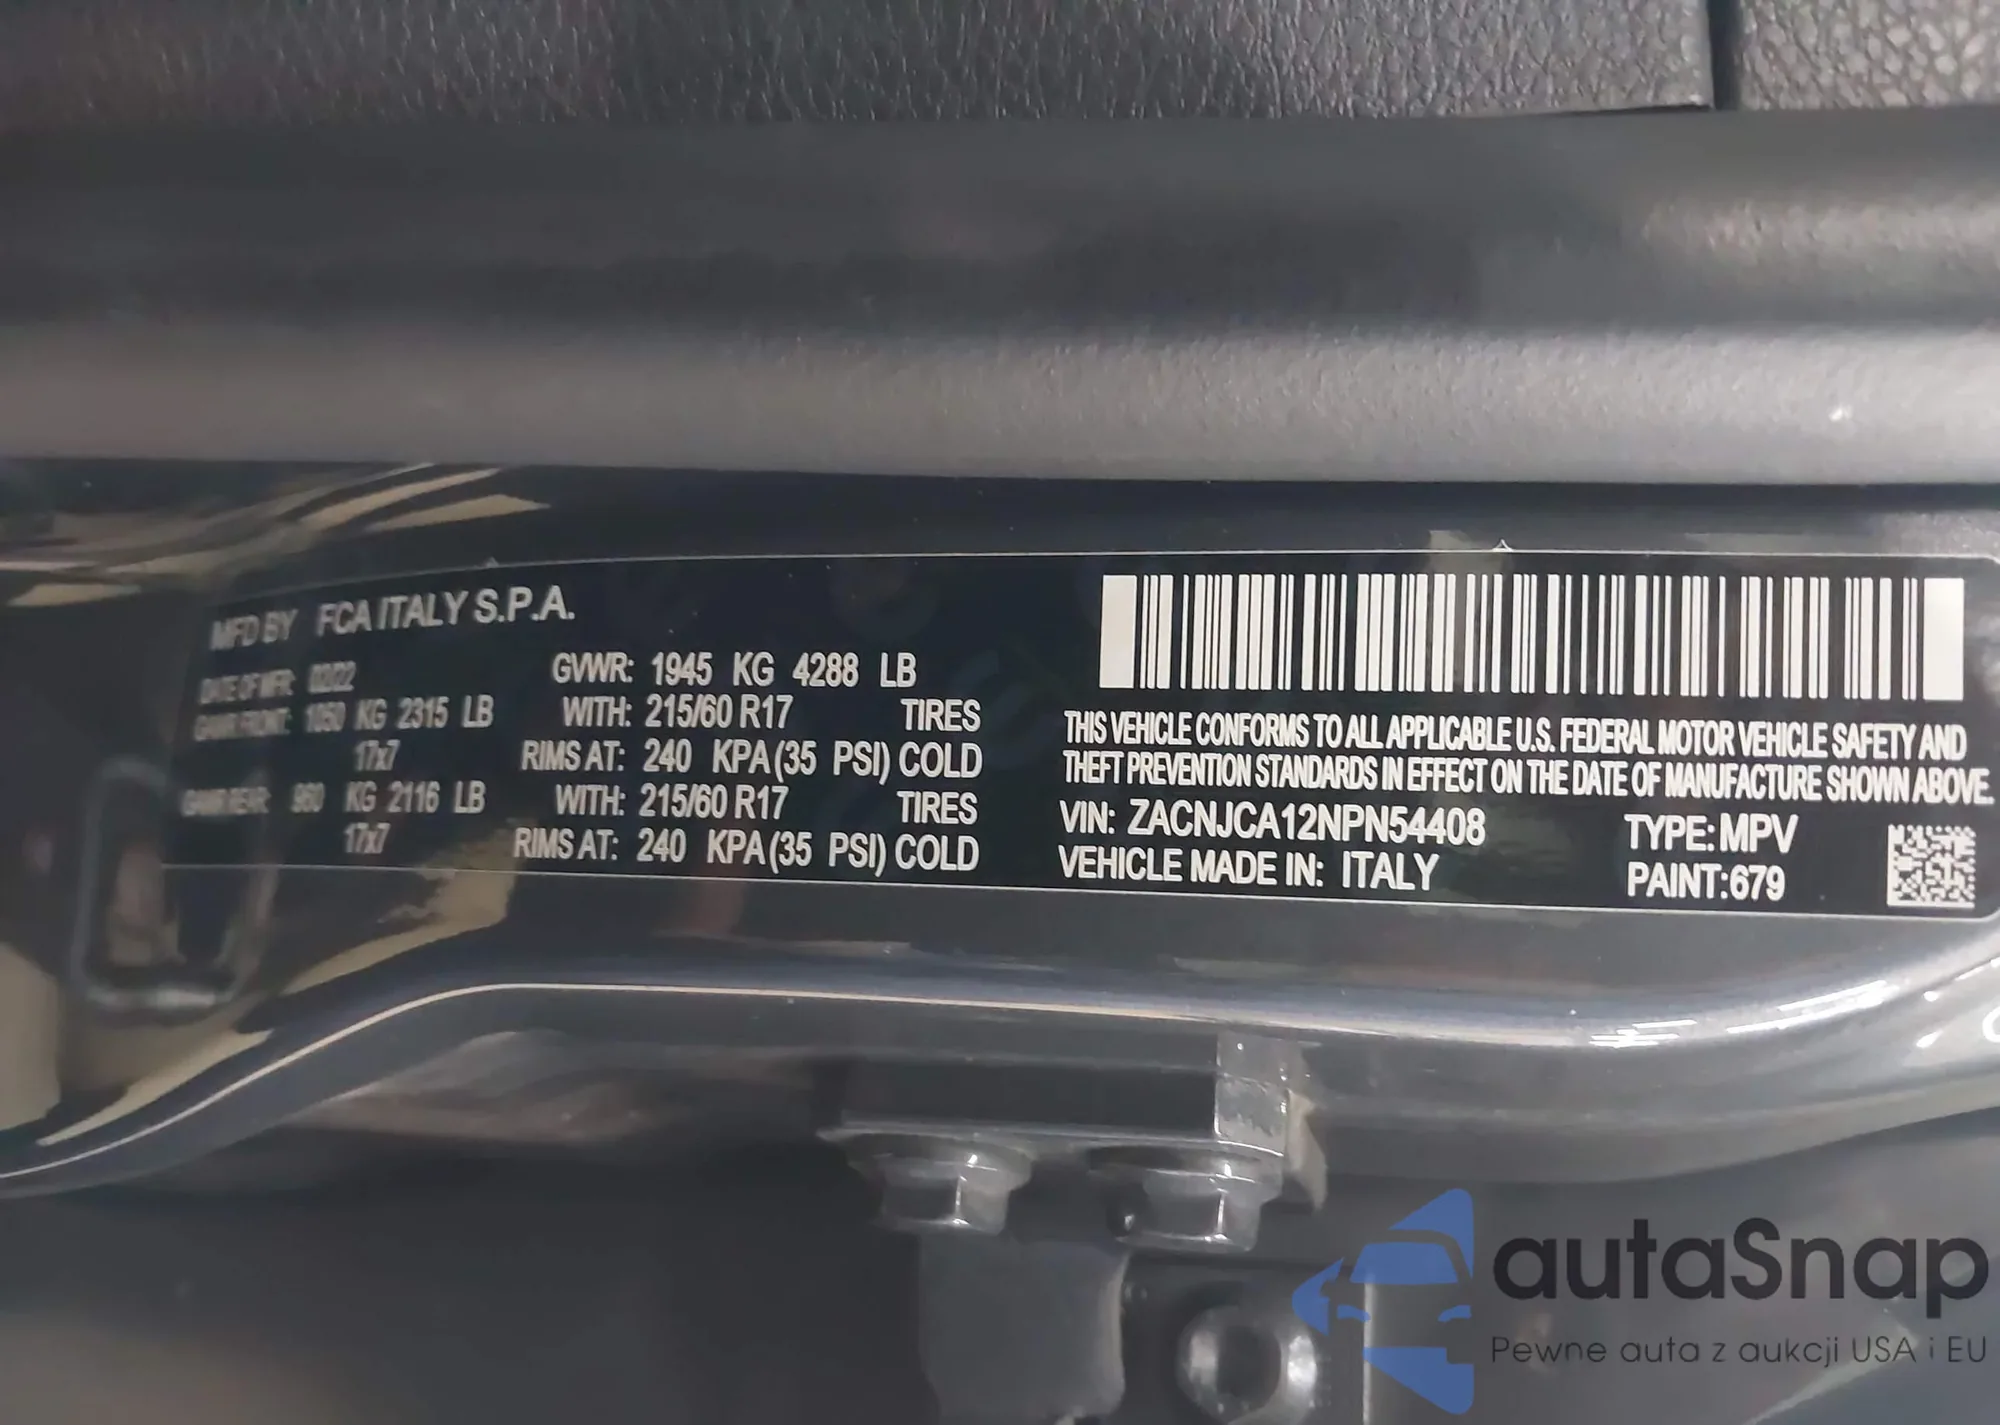 MFD BY FCA ITALY S.P.A.
DATE OF MFR: 02/22 GVWR: 1945 KG 4288 LB
GAWR FRONT: 1050 KG 2315 LB WITH: 215/60 R17 TIRES
17x7 RIMS AT: 240 KPA (35 PSI) COLD
GAWR REAR: 960 KG 2116 LB WITH: 215/60 R17 TIRES
17x7 RIMS AT: 240 KPA (35 PSI) COLD
THIS VEHICLE CONFORMS TO ALL APPLICABLE U.S. FEDERAL MOTOR VEHICLE SAFETY AND
THEFT PREVENTION STANDARDS IN EFFECT ON THE DATE OF MANUFACTURE SHOWN ABOVE.
VIN: ZACNJCA12NPN54408 TYPE: MPV
VEHICLE MADE IN: ITALY PAINT: 679
autaSnap
Pewne auta z aukcji USA i EU